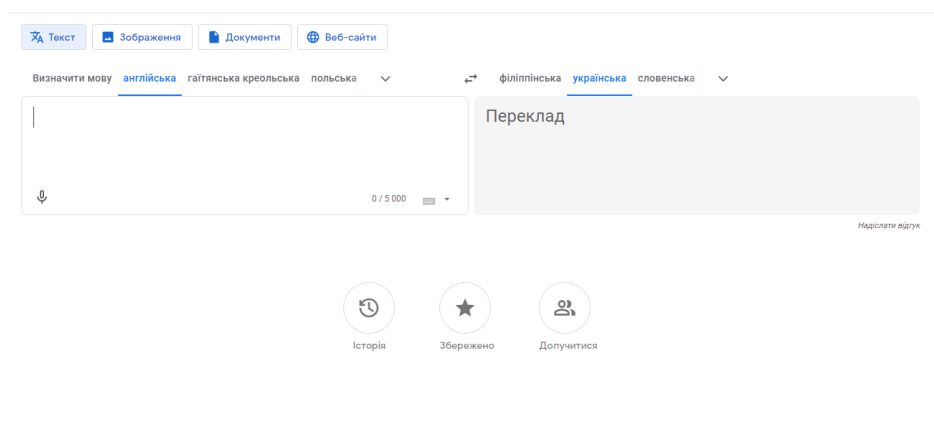 Текст Зображення Документи Веб-сайти
Визначити мову англійська гаїтянська креольська польська філіппінська українська словенська
Переклад
0 / 5 000
Надіслати відгук
Історія Збережено Долучитися